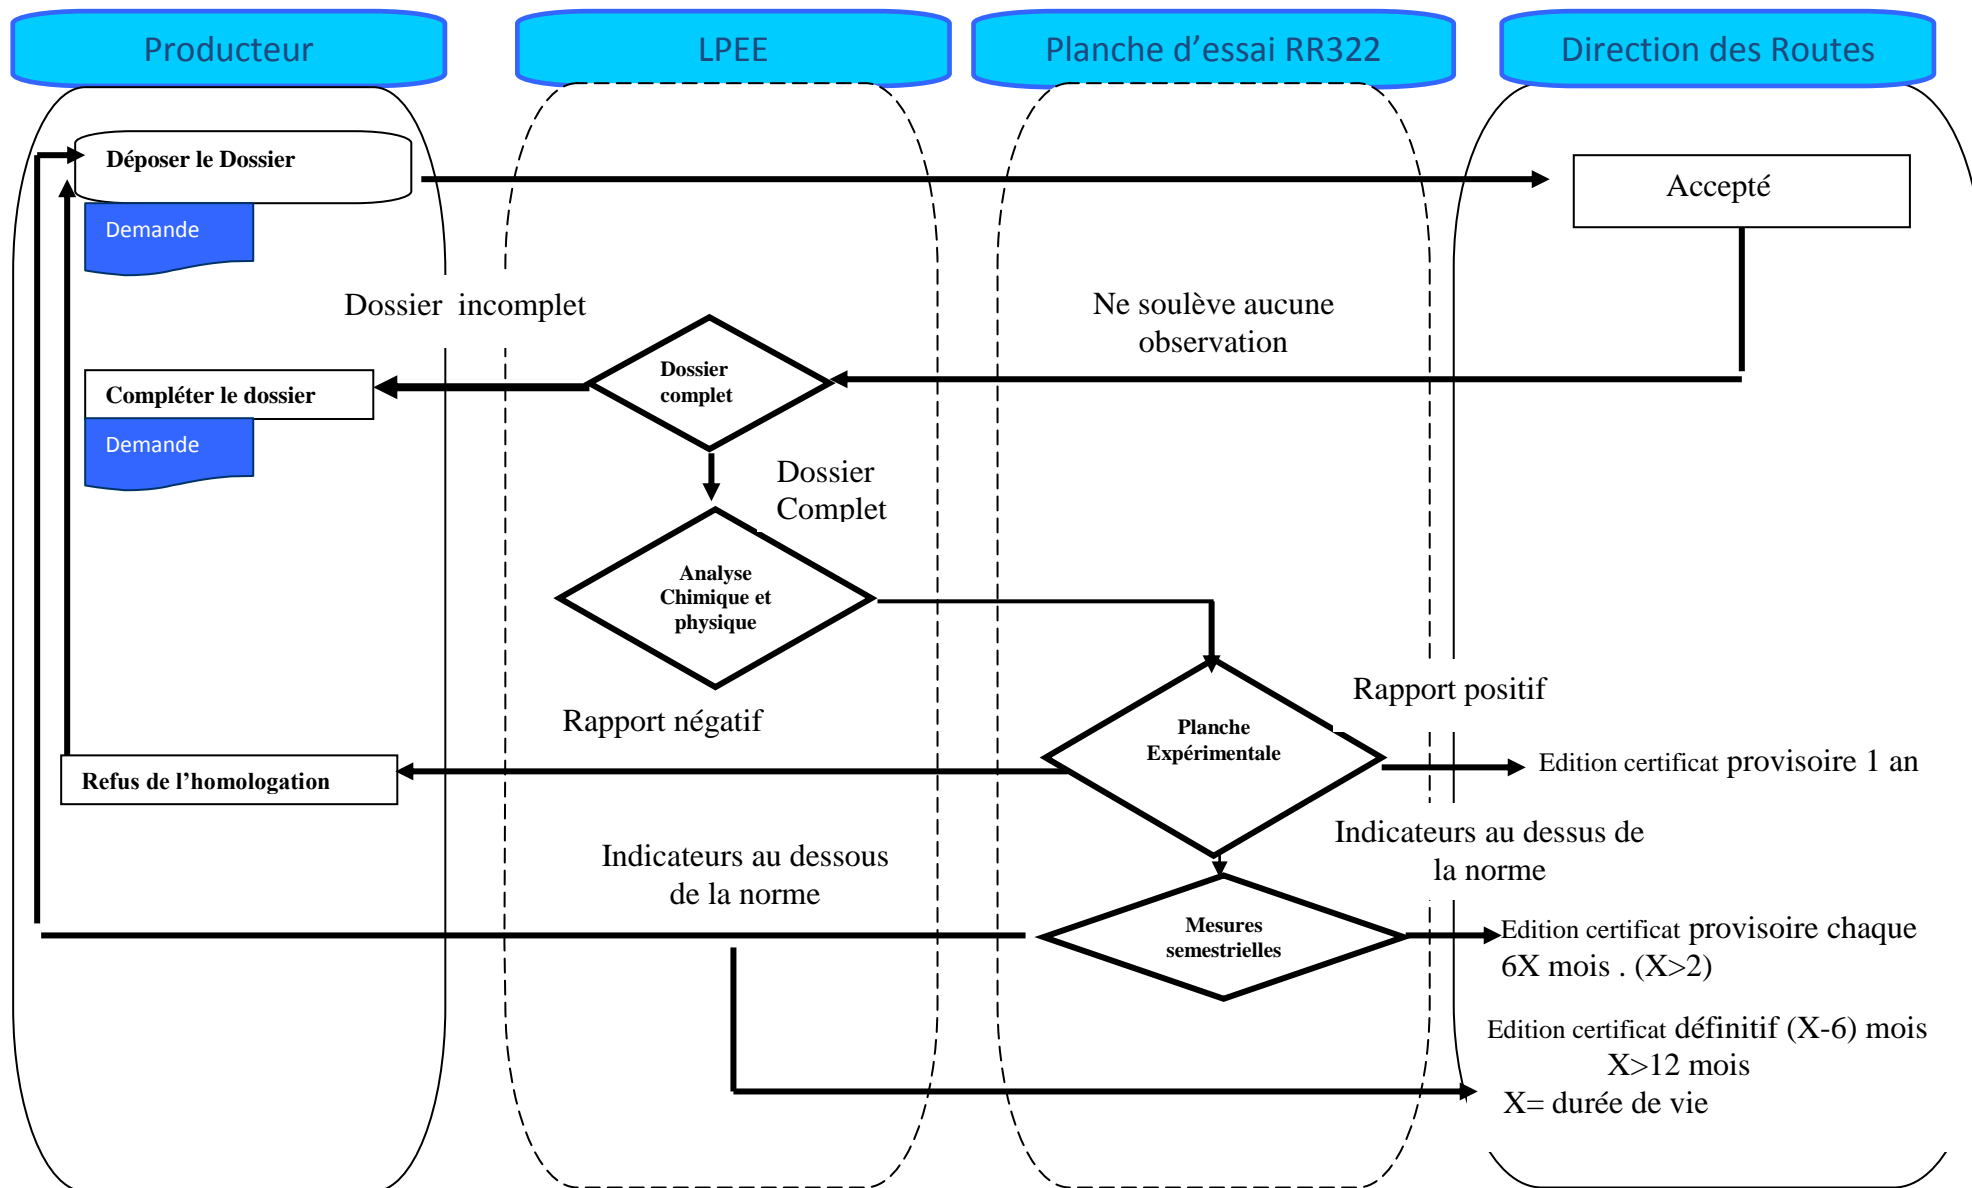 Producteur
LPEE
Planche d’essai RR322
Direction des Routes
Déposer le Dossier
Demande
Accepté
Dossier incomplet
Ne soulève aucune
observation
Dossier
complet
Compléter le dossier
Demande
Dossier
Complet
Analyse
Chimique et
physique
Rapport positif
Rapport négatif
Planche
Expérimentale
Refus de l’homologation
Edition certificat provisoire 1 an
Indicateurs au dessus de
la norme
Indicateurs au dessous
de la norme
Mesures
semestrielles
Edition certificat provisoire chaque
6X mois . (X>2)
Edition certificat définitif (X-6) mois
X>12 mois
X= durée de vie